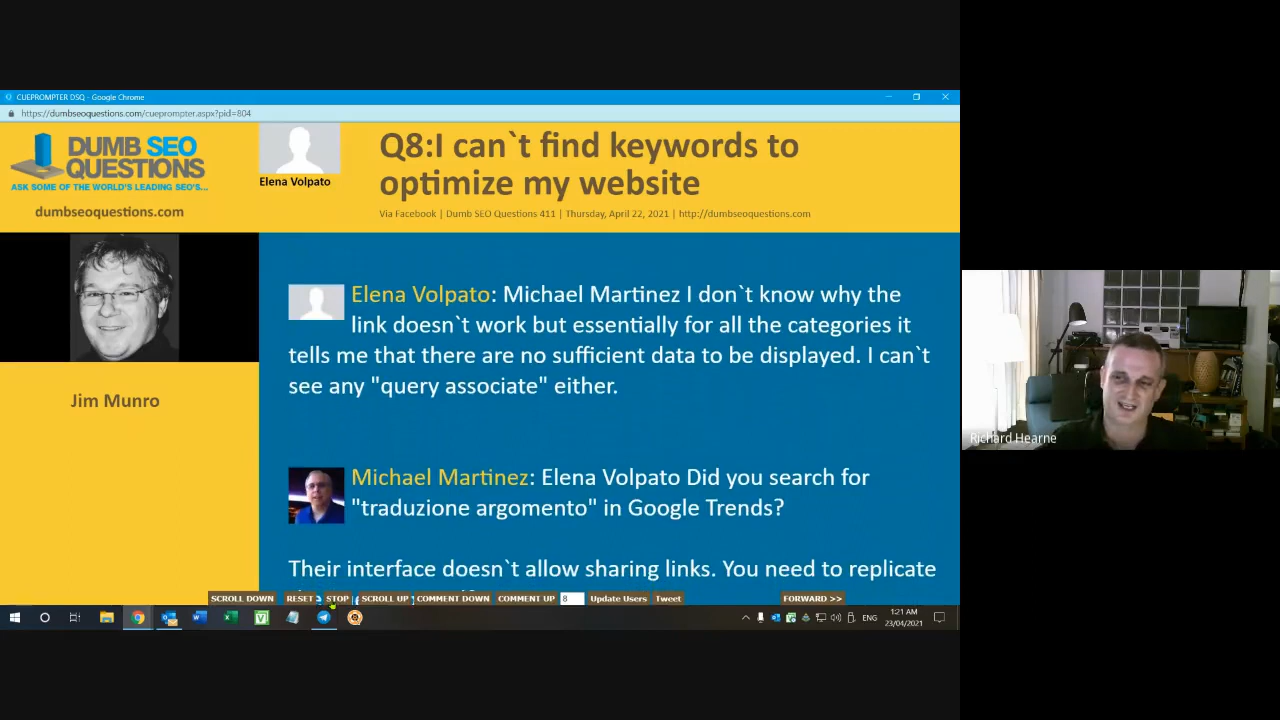 CUEPROMPTER DSQ - Google Chrome
https://dumbseoquestions.com/cueprompter.aspx?pid=804
DUMB SEO
QUESTIONS
ASK SOME OF THE WORLD'S LEADING SEO'S...
dumbseoquestions.com
Elena Volpato
Q8:I can`t find keywords to
optimize my website
Via Facebook | Dumb SEO Questions 411 | Thursday, April 22, 2021 | http://dumbseoquestions.com
Jim Munro
Elena Volpato: Michael Martinez I don`t know why the
link doesn`t work but essentially for all the categories it
tells me that there are no sufficient data to be displayed. I can`t
see any "query associate" either.
Michael Martinez: Elena Volpato Did you search for
"traduzione argomento" in Google Trends?
Their interface doesn`t allow sharing links. You need to replicate
SCROLL DOWN RESET STOP SCROLL UP COMMENT DOWN COMMENT UP 8 Update Users Tweet FORWARD >>
ENG
1:21 AM
23/04/2021
Richard Hearne